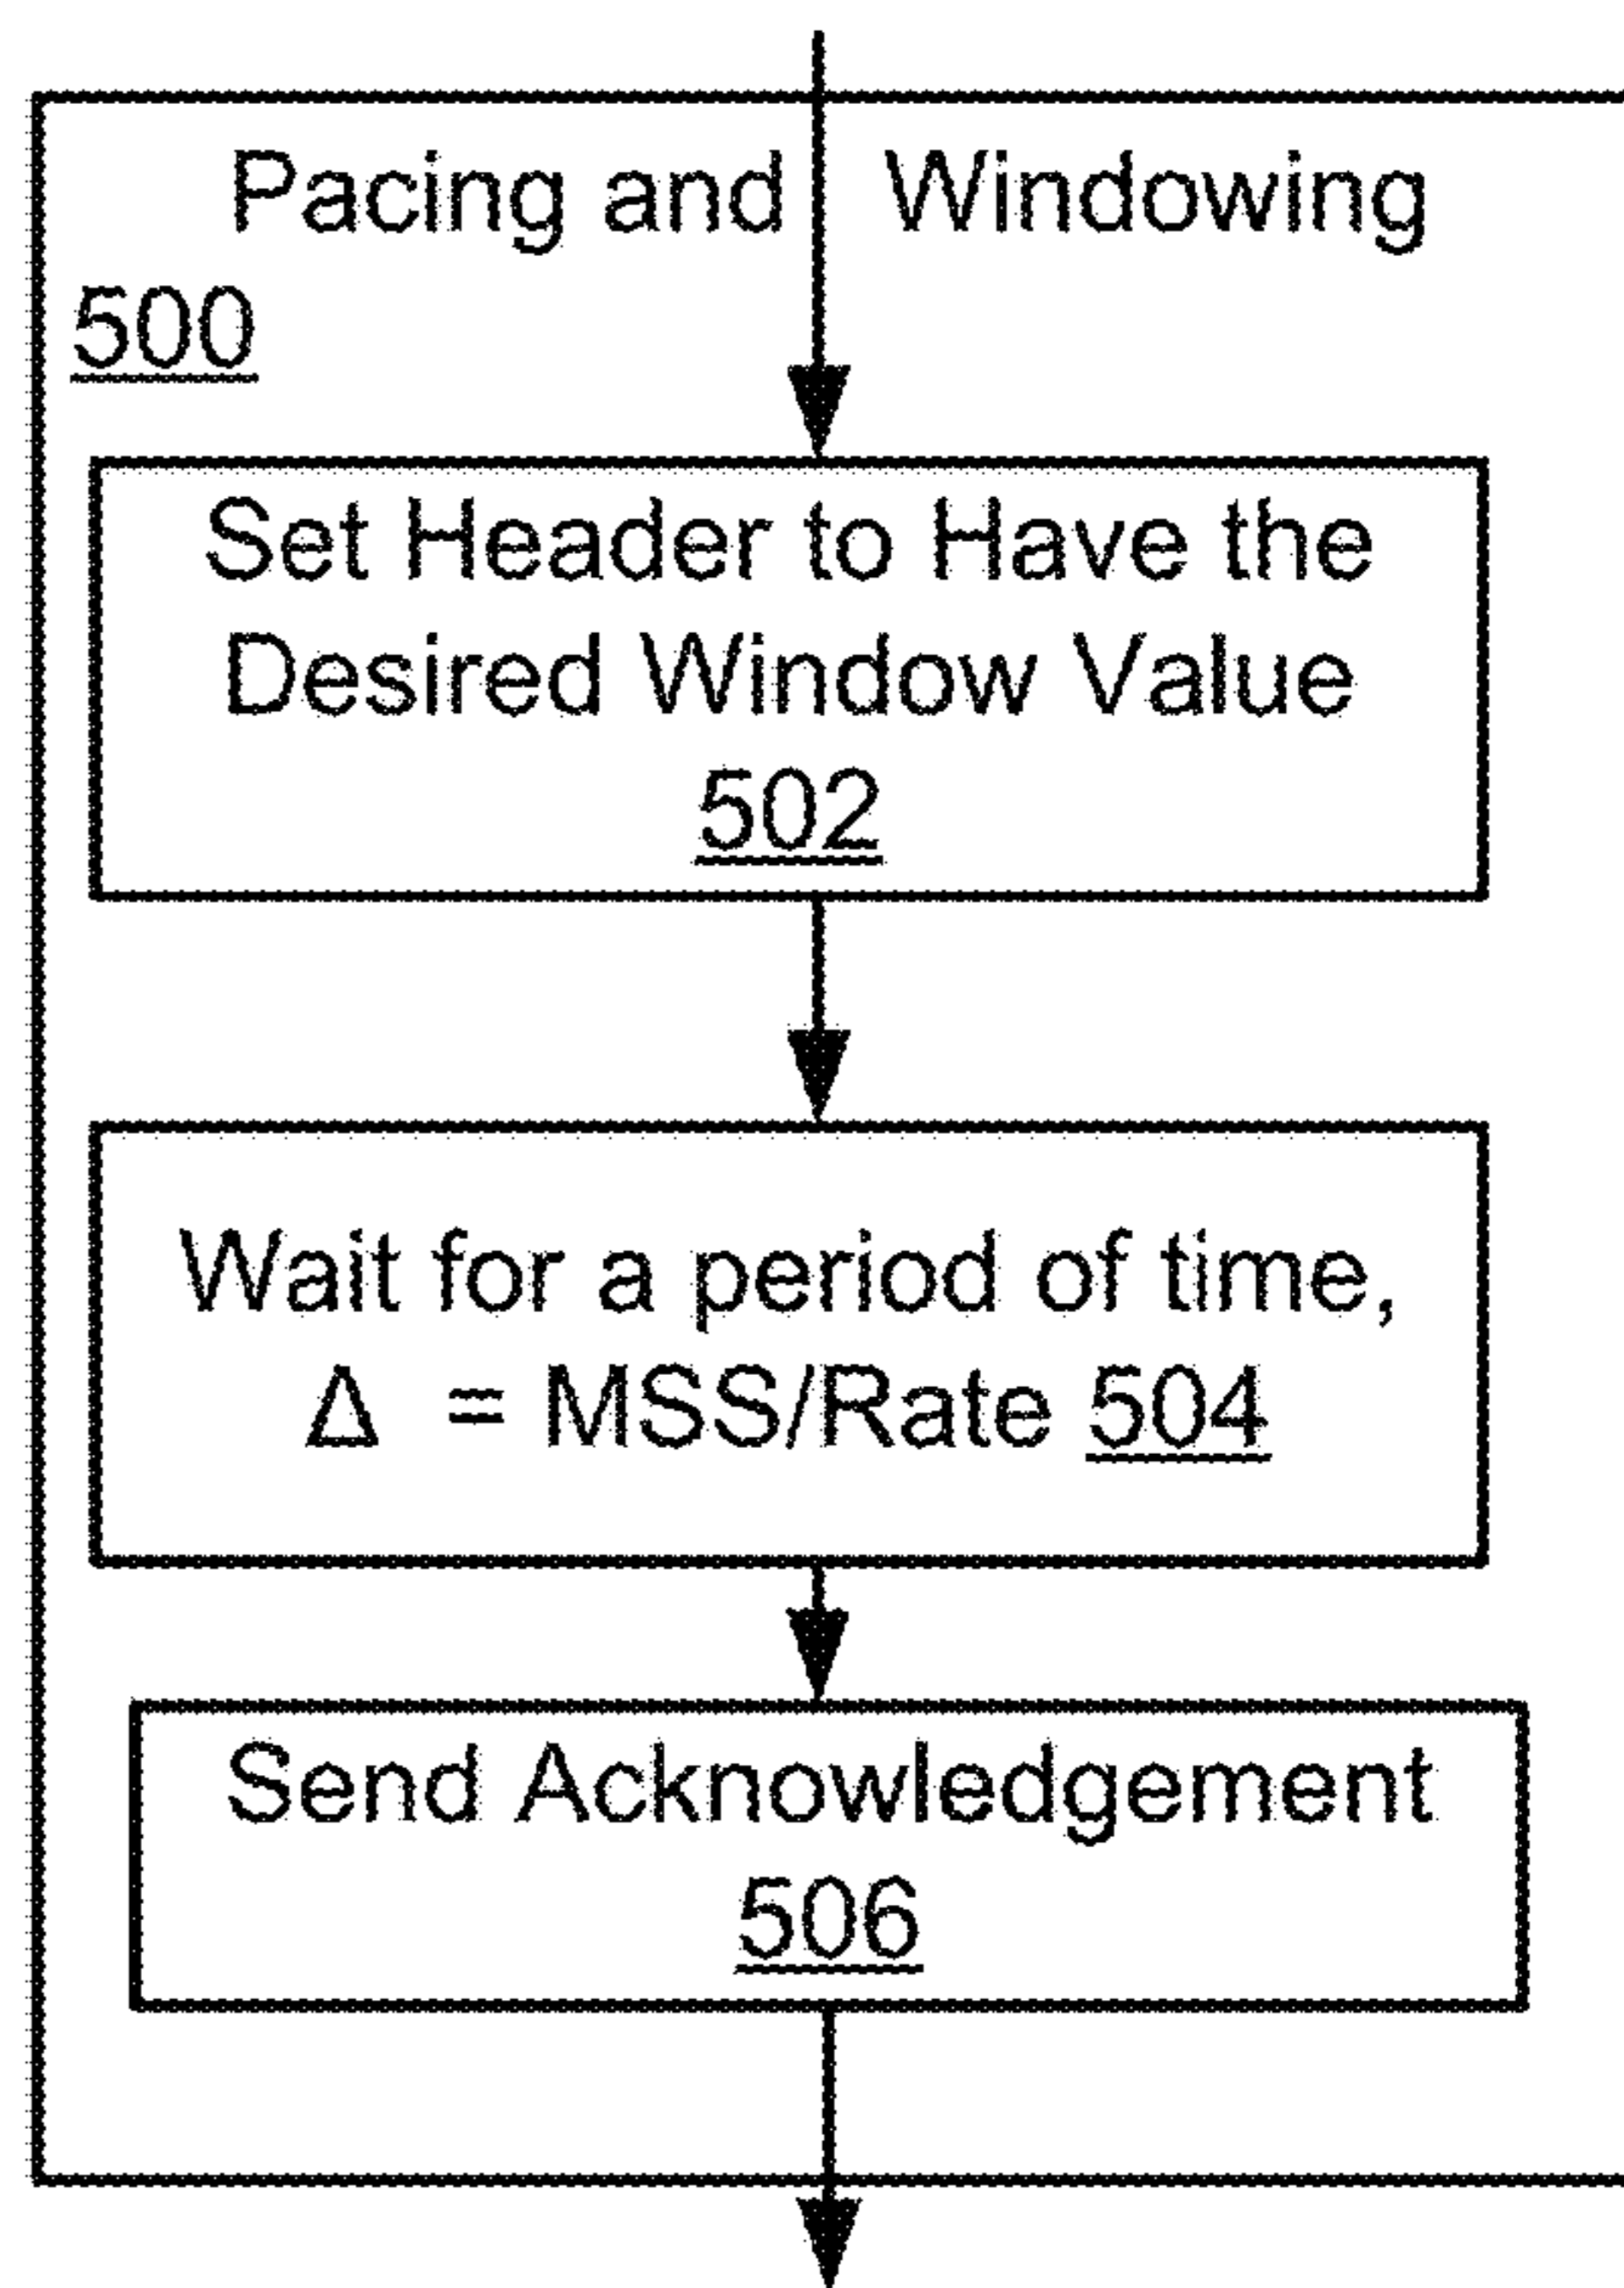 Pacing and Windowing
500
Set Header to Have the
Desired Window Value
502
Wait for a period of time,
Δ = MSS/Rate 504
Send Acknowledgement
506